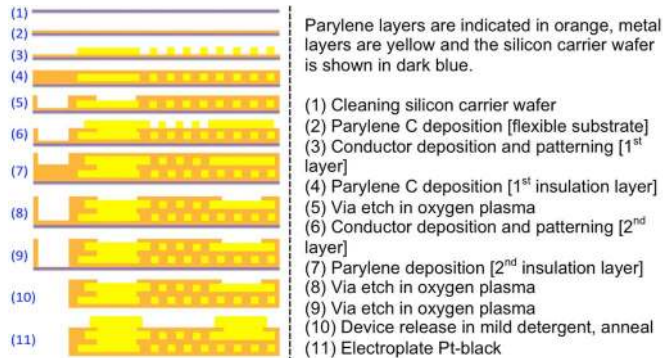 (1)
(2)
(3)
(4)
(5)
(6)
(7)
(8)
(9)
(10)
(11)
Parylene layers are indicated in orange, metal
layers are yellow and the silicon carrier wafer
is shown in dark blue.
(1) Cleaning silicon carrier wafer
(2) Parylene C deposition [flexible substrate]
(3) Conductor deposition and patterning [1st
layer]
(4) Parylene C deposition [1st insulation layer]
(5) Via etch in oxygen plasma
(6) Conductor deposition and patterning [2nd
layer]
(7) Parylene deposition [2nd insulation layer]
(8) Via etch in oxygen plasma
(9) Via etch in oxygen plasma
(10) Device release in mild detergent, anneal
(11) Electroplate Pt-black